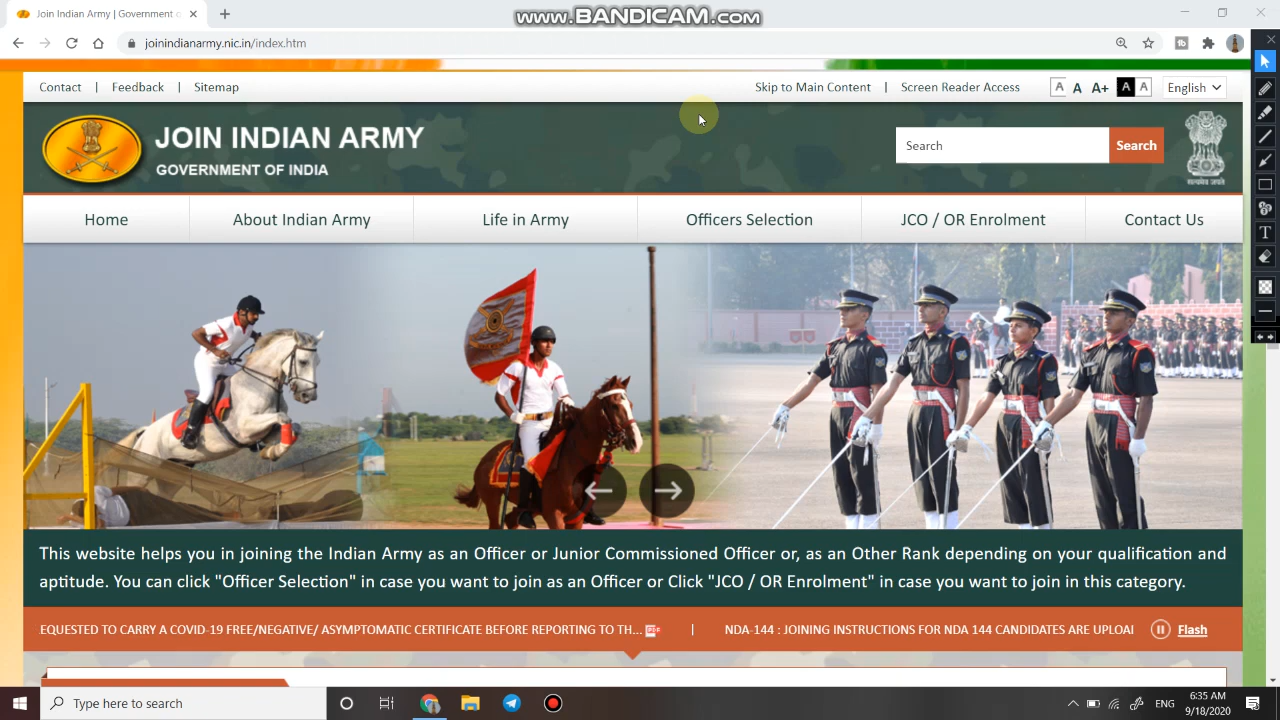 Join Indian Army | Government o
www.BANDICAM.com
joinindianarmy.nic.in/index.htm
Contact | Feedback | Sitemap
Skip to Main Content | Screen Reader Access
A A A+ A A English
JOIN INDIAN ARMY
GOVERNMENT OF INDIA
Search Search
सत्यमेव जयते
Home About Indian Army Life in Army Officers Selection JCO / OR Enrolment Contact Us
This website helps you in joining the Indian Army as an Officer or Junior Commissioned Officer or, as an Other Rank depending on your qualification and
aptitude. You can click "Officer Selection" in case you want to join as an Officer or Click "JCO / OR Enrolment" in case you want to join in this category.
EQUESTED TO CARRY A COVID-19 FREE/NEGATIVE/ ASYMPTOMATIC CERTIFICATE BEFORE REPORTING TO TH... | NDA-144 : JOINING INSTRUCTIONS FOR NDA 144 CANDIDATES ARE UPLOAI Flash
Type here to search
ENG
6:35 AM
9/18/2020